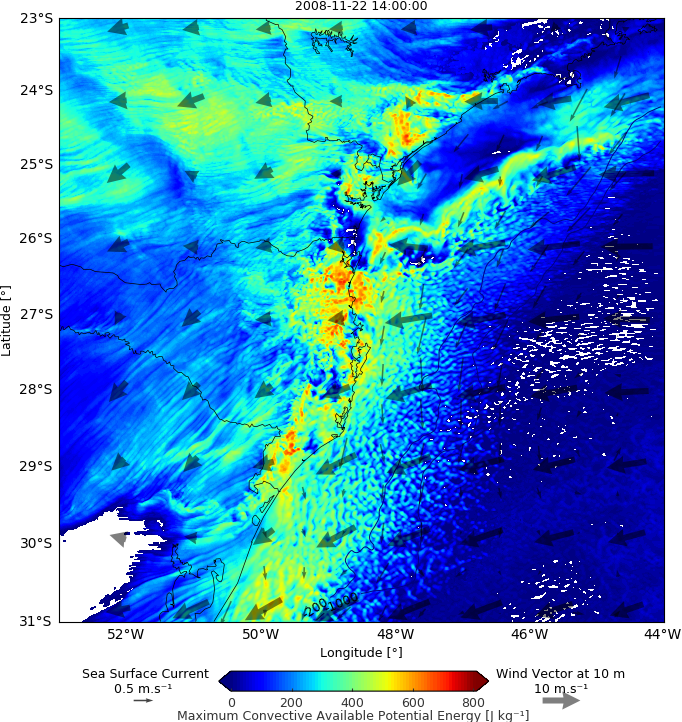 2008-11-22 14:00:00
23°S
24°S
25°S
26°S
27°S
28°S
29°S
30°S
31°S
Latitude [°]
-200
-1000
52°W 50°W 48°W 46°W 44°W
Longitude [°]
Sea Surface Current
0.5 m.s⁻¹
Wind Vector at 10 m
10 m.s⁻¹
0 200 400 600 800
Maximum Convective Available Potential Energy [J kg⁻¹]